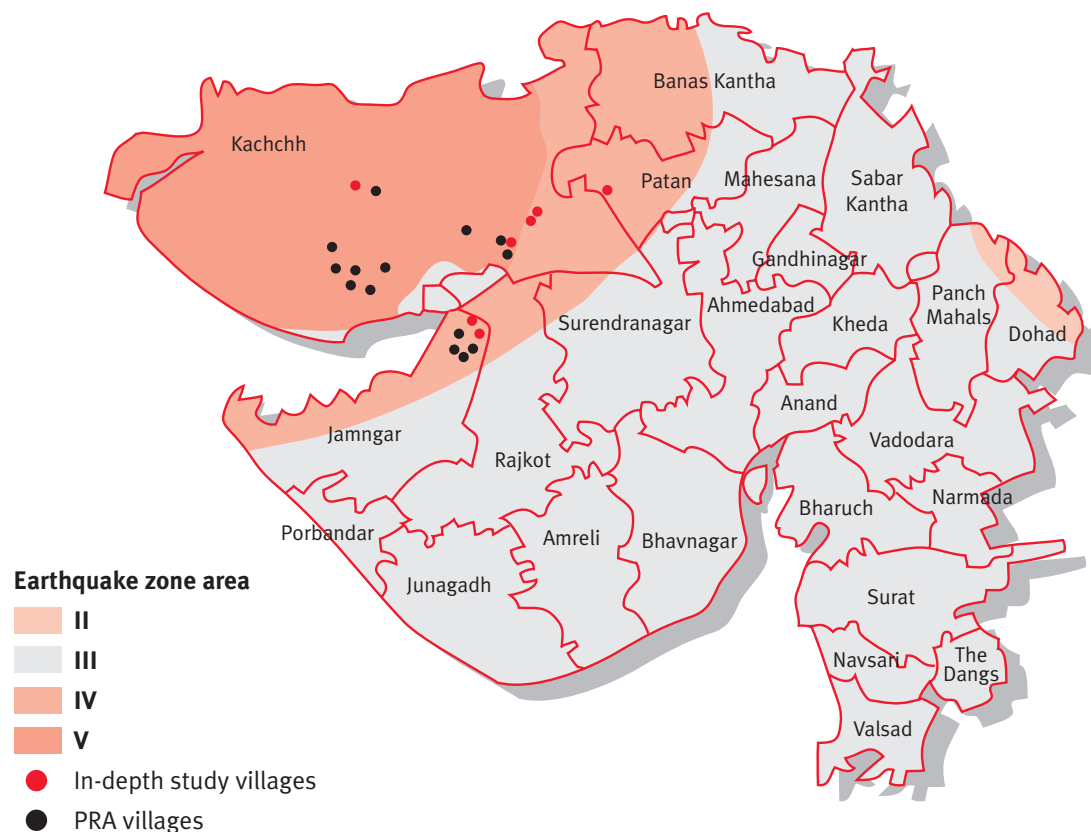 Banas Kantha
Kachchh
Patan
Mahesana
Sabar
Kantha
Gandhinagar
Ahmedabad
Surendranagar
Kheda
Panch
Mahals
Dohad
Anand
Jamngar
Rajkot
Vadodara
Narmada
Bharuch
Porbandar
Amreli
Bhavnagar
Junagadh
Surat
Navsari
The
Dangs
Valsad
Earthquake zone area
II
III
IV
V
In-depth study villages
PRA villages